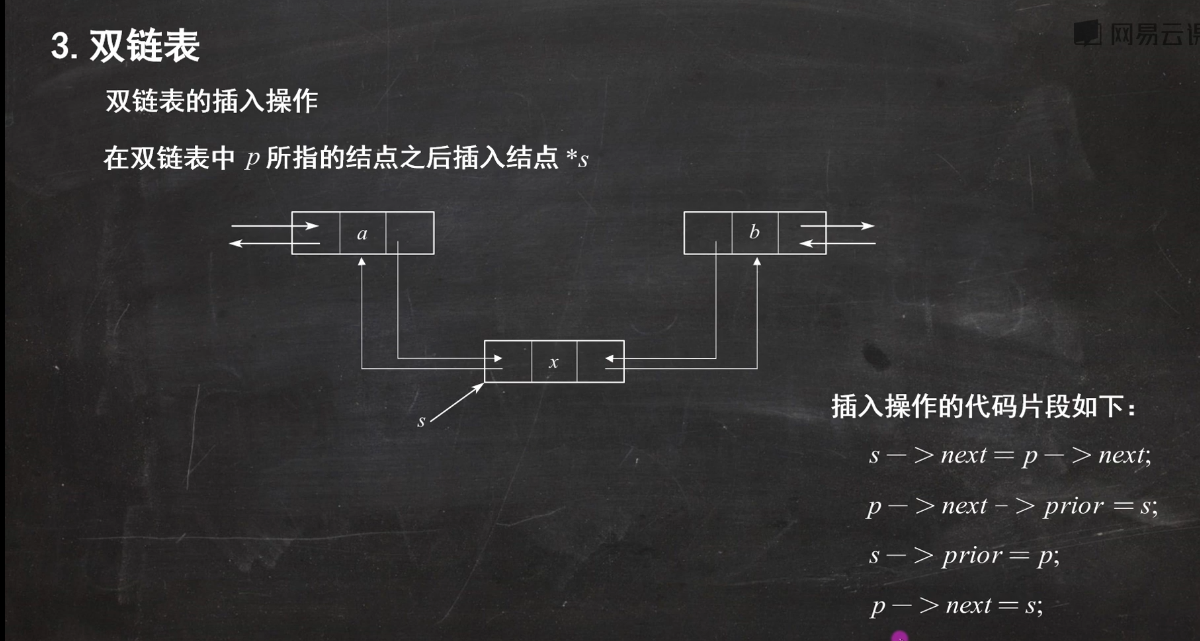 网易云课
3. 双链表
双链表的插入操作
在双链表中 p 所指的结点之后插入结点 *s
a
b
x
s
插入操作的代码片段如下：
s－>next＝p－>next;
p－>next－>prior＝s;
s－>prior＝p;
p－>next＝s;